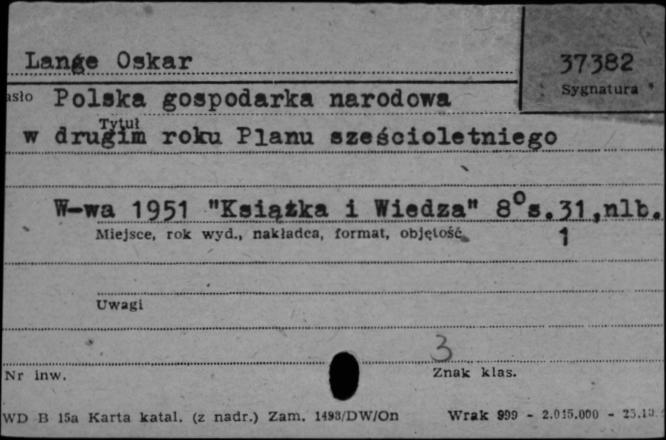 Lange Oskar
37382
Sygnatura
asło Polska gospodarka narodowa
Tytuł
w drugim roku Planu sześcioletniego
W-wa 1951 "Książka i Wiedza" 8° s.31,nlb.
Miejsce, rok wyd., nakładca, format, objętość
1
Uwagi
3
Nr inw.
Znak klas.
WD B 15a Karta katal. (z nadr.) Zam. 1493/DW/On
Wrak 999 - 2.015.000 -